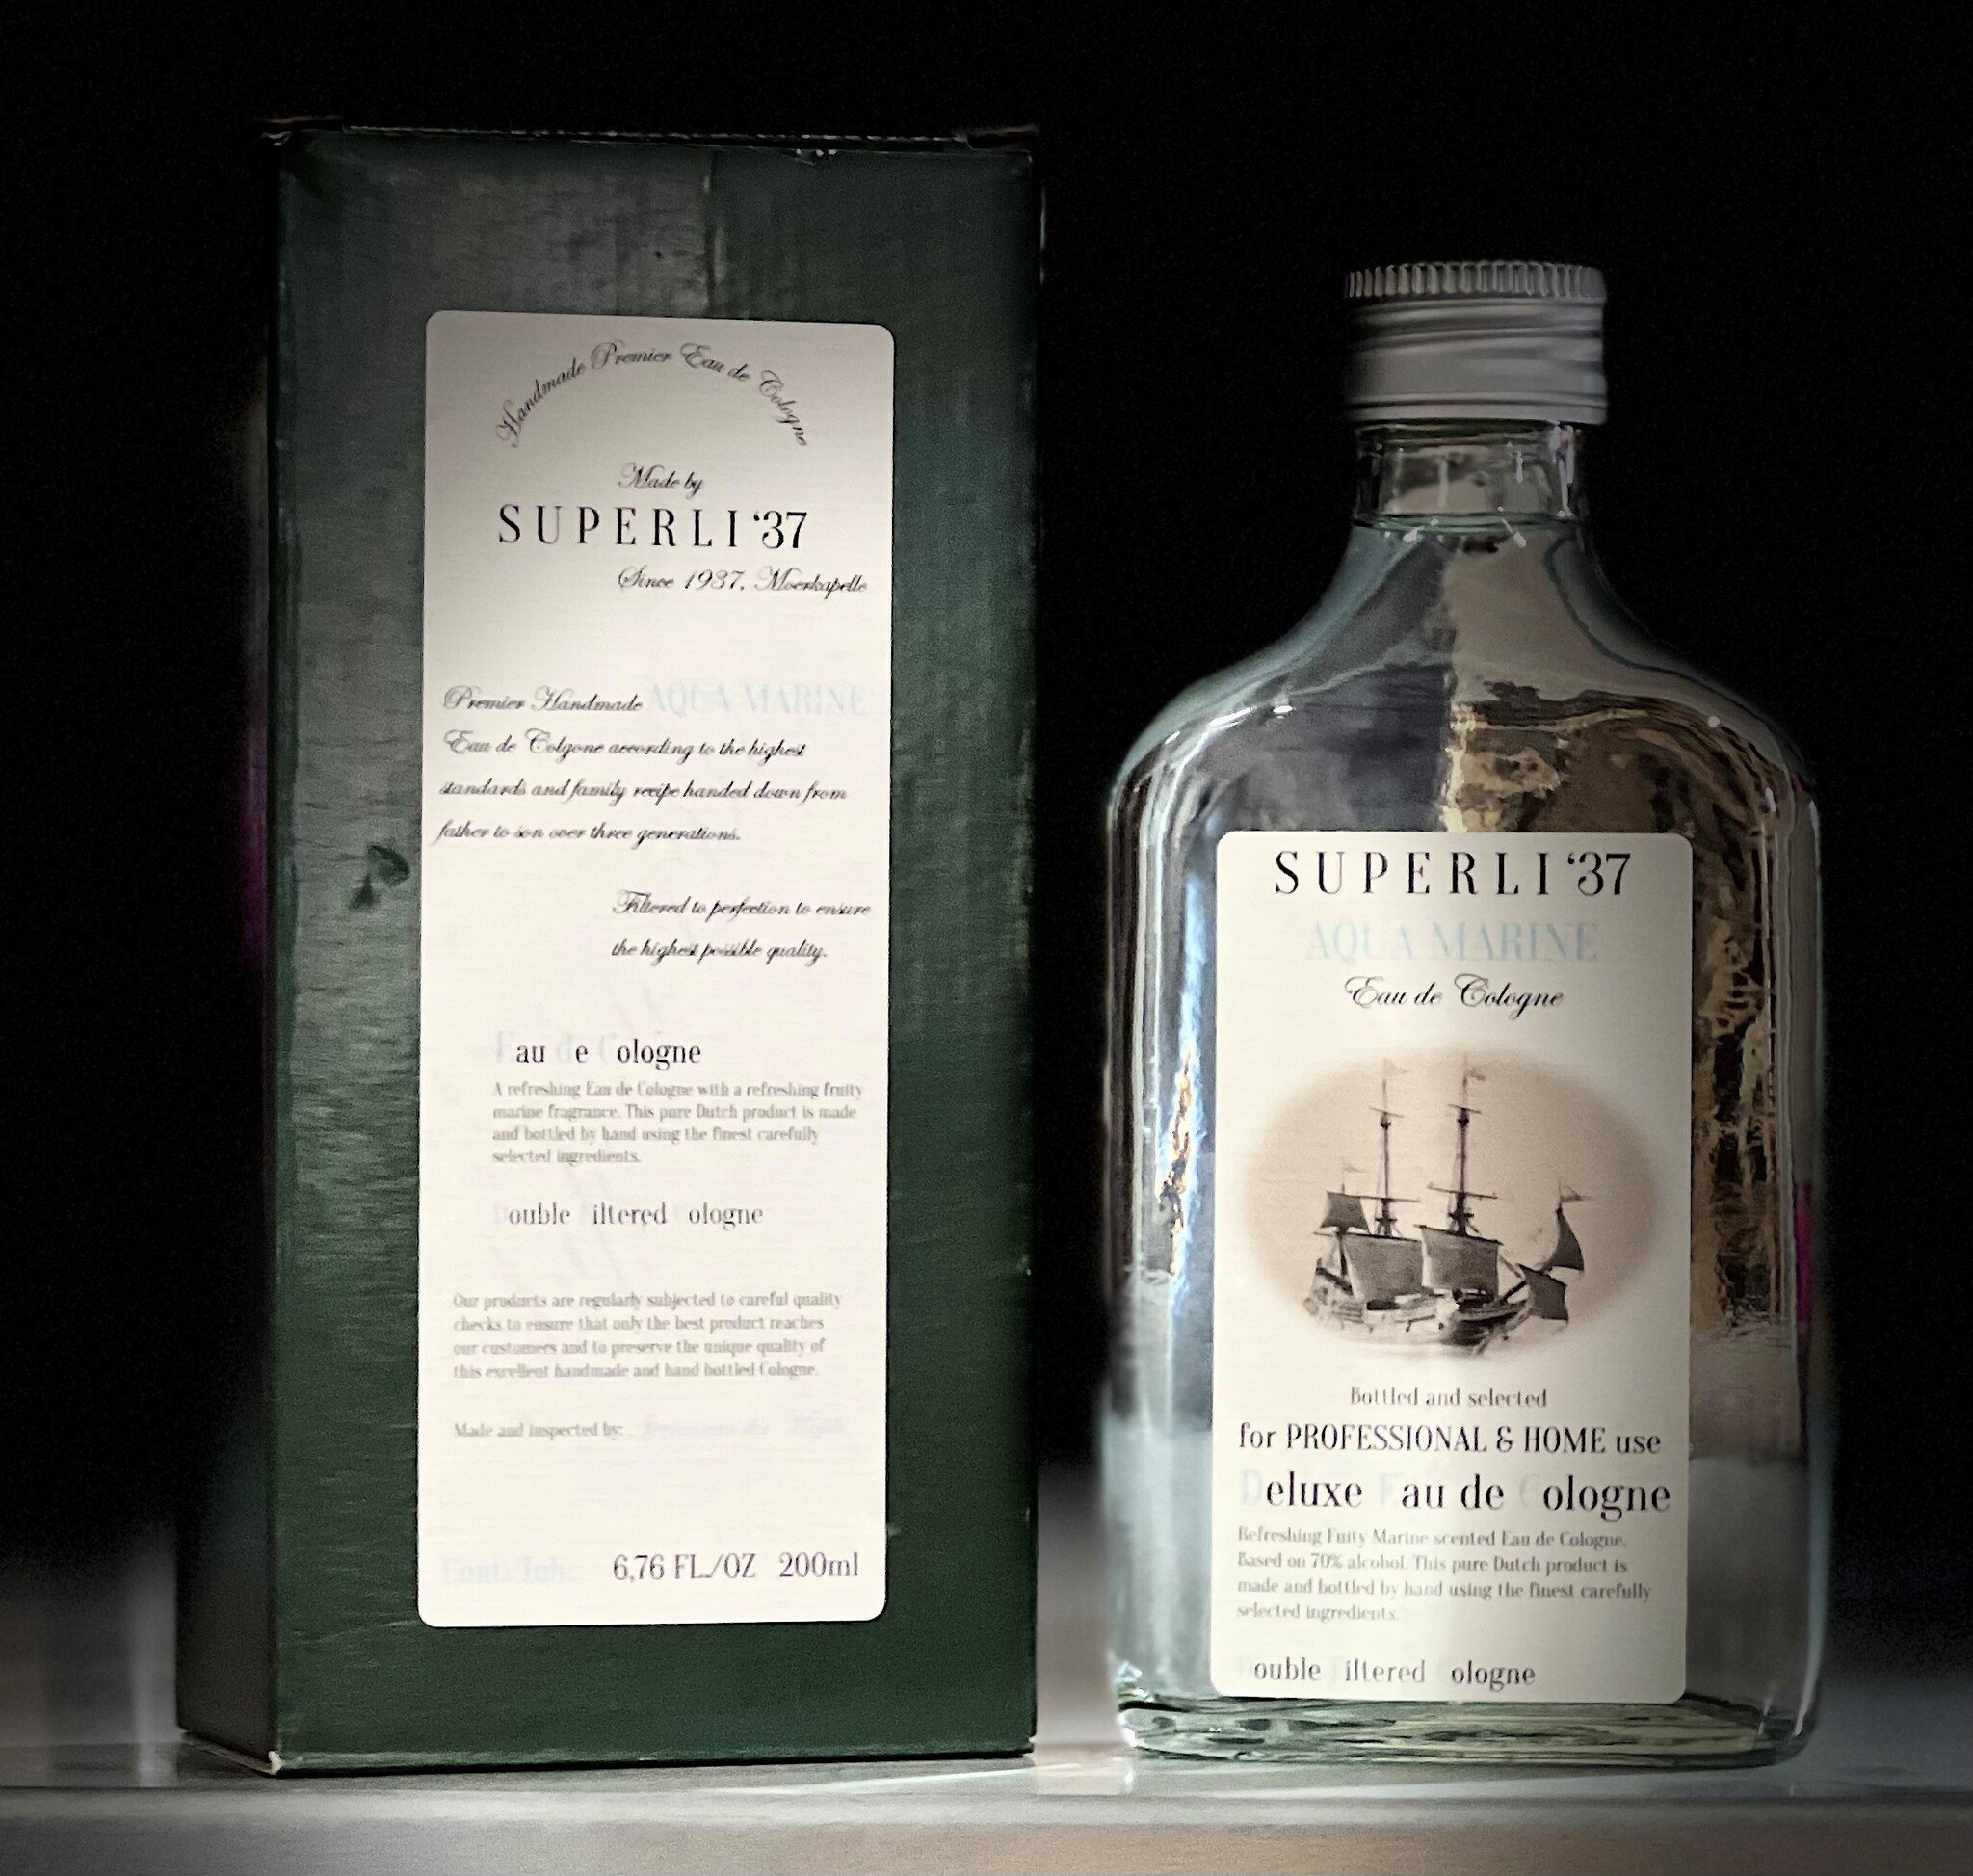 Handmade Premier Eau de Cologne
Made by
SUPERLI '37
Since 1937, Moerkapelle
Premier Handmade AQUA MARINE
Eau de Colgone according to the highest
standards and family recipe handed down from
father to son over three generations.
Filtered to perfection to ensure
the highest possible quality.
Eau de Cologne
A refreshing Eau de Cologne with a refreshing fruity
marine fragrance. This pure Dutch product is made
and bottled by hand using the finest carefully
selected ingredients.
ouble iltered ologne
Our products are regularly subjected to careful quality
checks to ensure that only the best product reaches
our customers and to preserve the unique quality of
this excellent handmade and hand bottled Cologne.
Made and inspected by:
Cont./Inh.: 6,76 FL./OZ 200ml
SUPERLI '37
AQUA MARINE
Eau de Cologne
Bottled and selected
for PROFESSIONAL & HOME use
Deluxe Eau de Cologne
Refreshing Fuity Marine scented Eau de Cologne.
Based on 70% alcohol. This pure Dutch product is
made and bottled by hand using the finest carefully
selected ingredients.
ouble iltered ologne